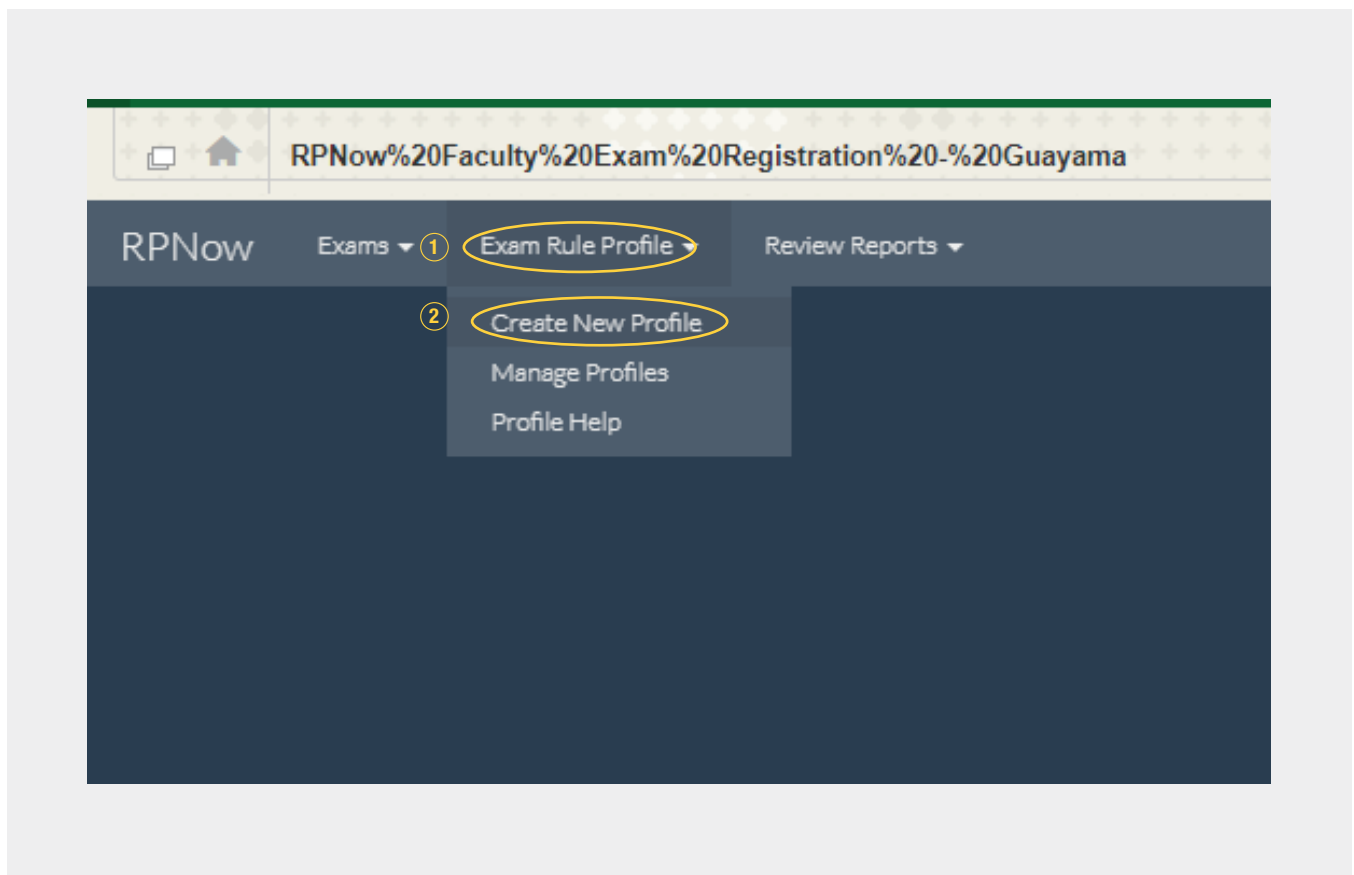 RPNow%20Faculty%20Exam%20Registration%20-%20Guayama
RPNow Exams 1 Exam Rule Profile Review Reports
2 Create New Profile
Manage Profiles
Profile Help